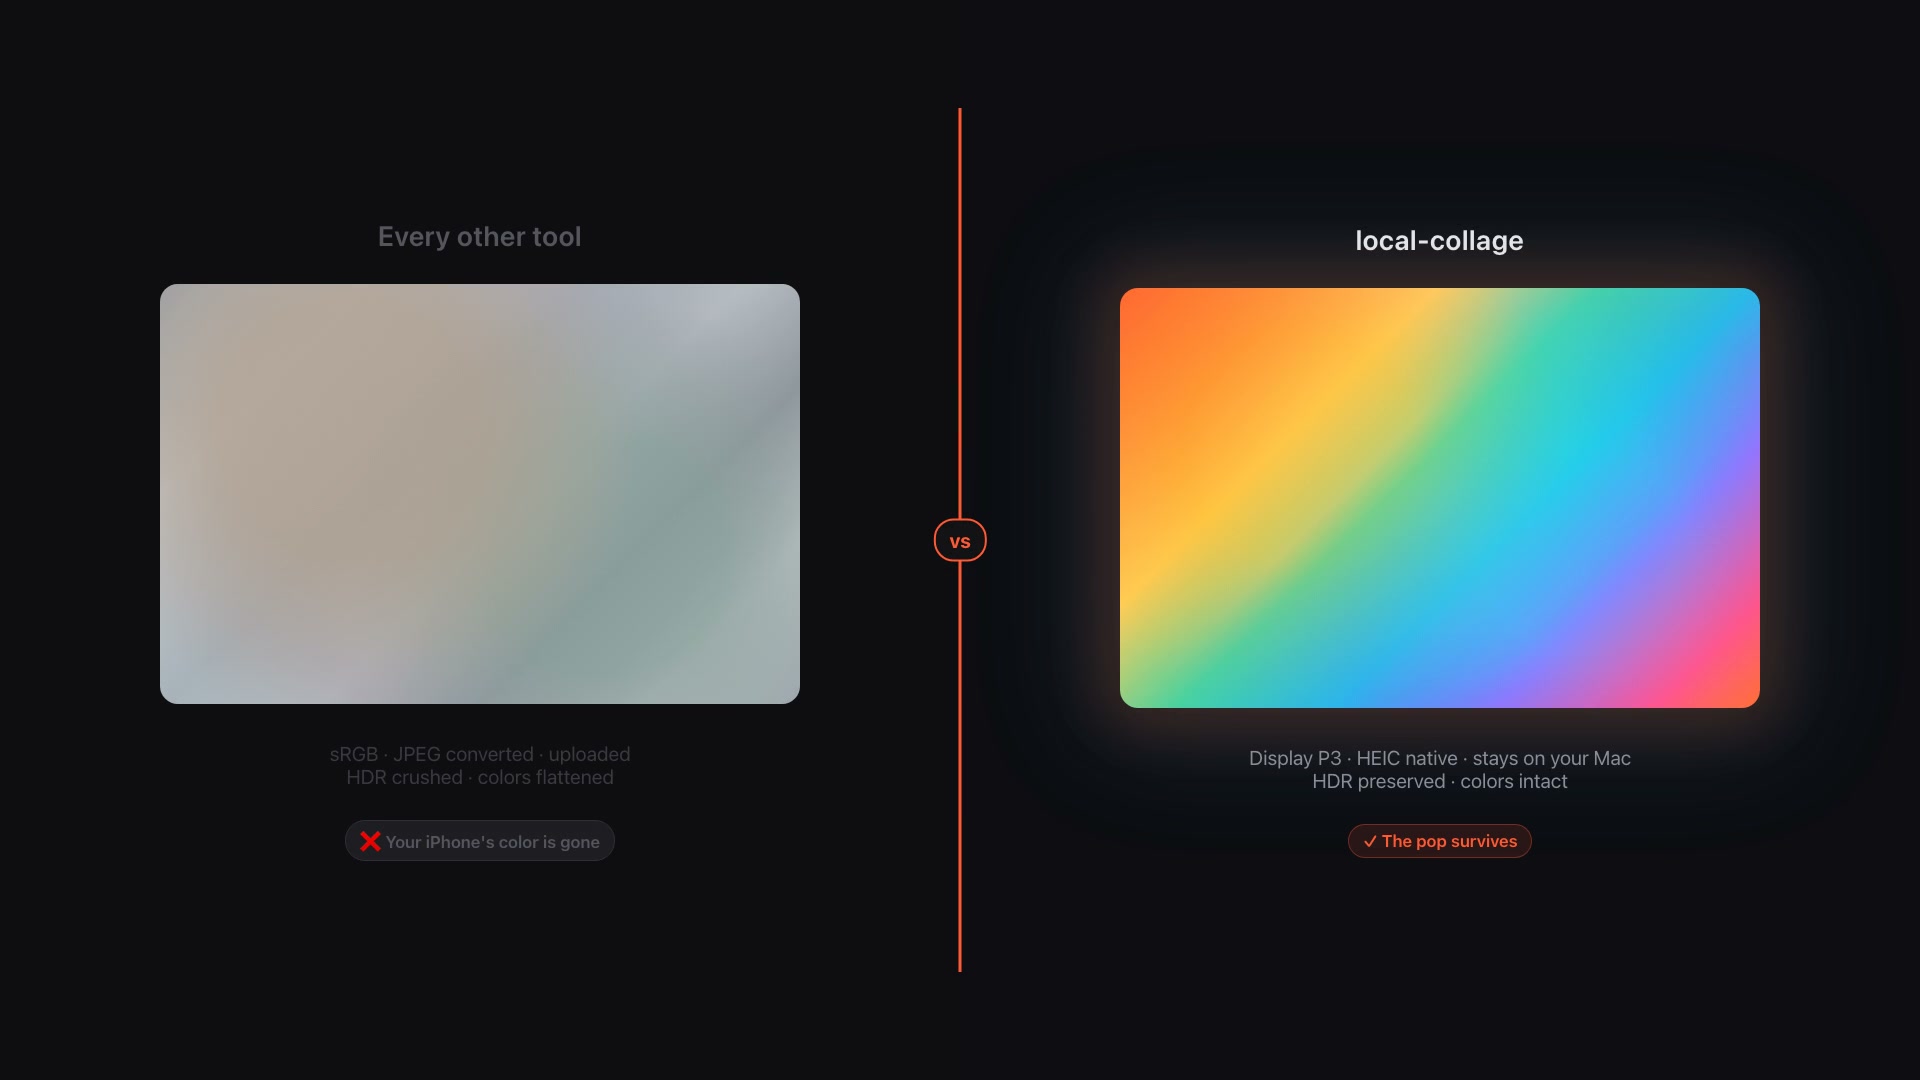 Every other tool
sRGB · JPEG converted · uploaded
HDR crushed · colors flattened
❌ Your iPhone's color is gone
vs
local-collage
Display P3 · HEIC native · stays on your Mac
HDR preserved · colors intact
✓ The pop survives